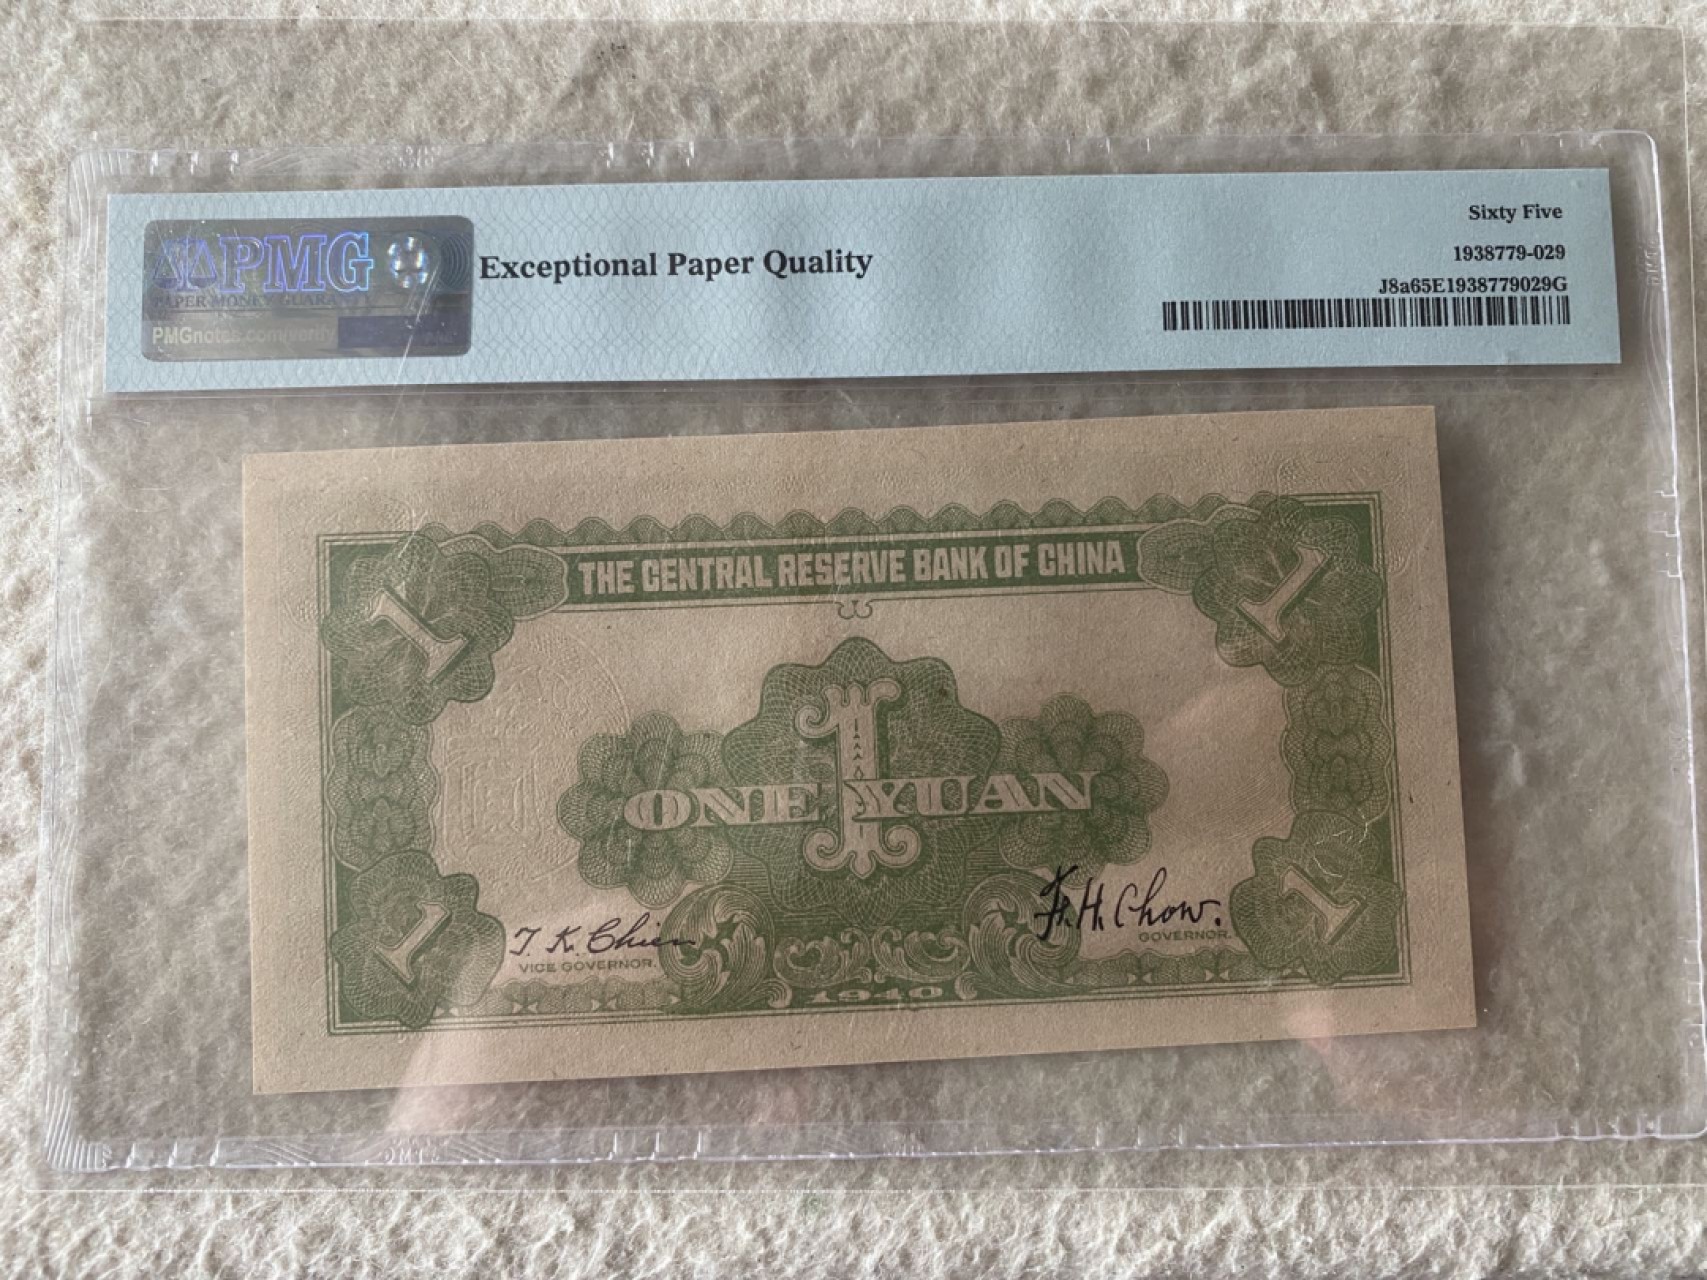 PMG
PAPER MONEY GUARANTY
PMGnotes.com/verify
Exceptional Paper Quality
Sixty Five
1938779-029
J8a65E1938779029G
THE CENTRAL RESERVE BANK OF CHINA
1
1
1
ONE YUAN
T. K. Chien
VICE GOVERNOR.
F. H. Chow.
GOVERNOR.
1
1
1940